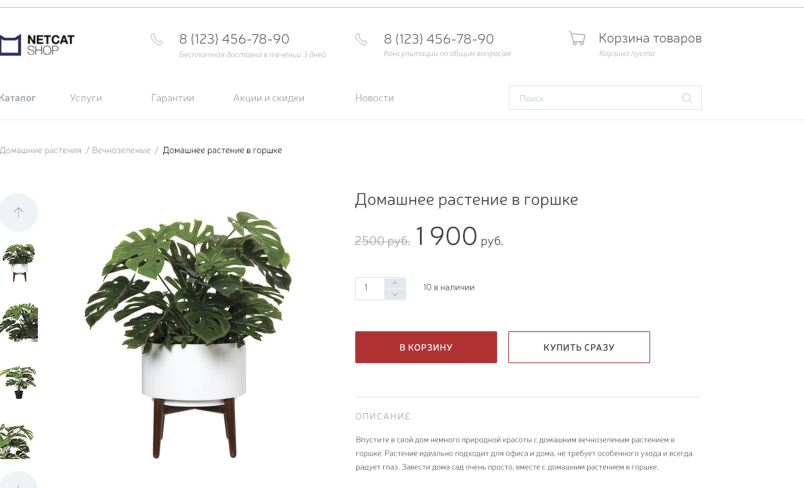 NETCAT
SHOP
8 (123) 456-78-90
Бесплатная доставка в течении 3 дней
8 (123) 456-78-90
Консультации по общим вопросам
Корзина товаров
Корзина пуста
Каталог
Услуги
Гарантии
Акции и скидки
Новости
Поиск
Домашние растения / Вечнозеленые / Домашнее растение в горшке
Домашнее растение в горшке
2500 руб. 1 900 руб.
1
10 в наличии
В КОРЗИНУ
КУПИТЬ СРАЗУ
ОПИСАНИЕ
Впустите в свой дом немного природной красоты с домашним вечнозеленым растением в
горшке. Растение идеально подходит для офиса и дома, не требует особенного ухода и всегда
радует глаз. Завести дома сад очень просто, вместе с домашним растением в горшке.